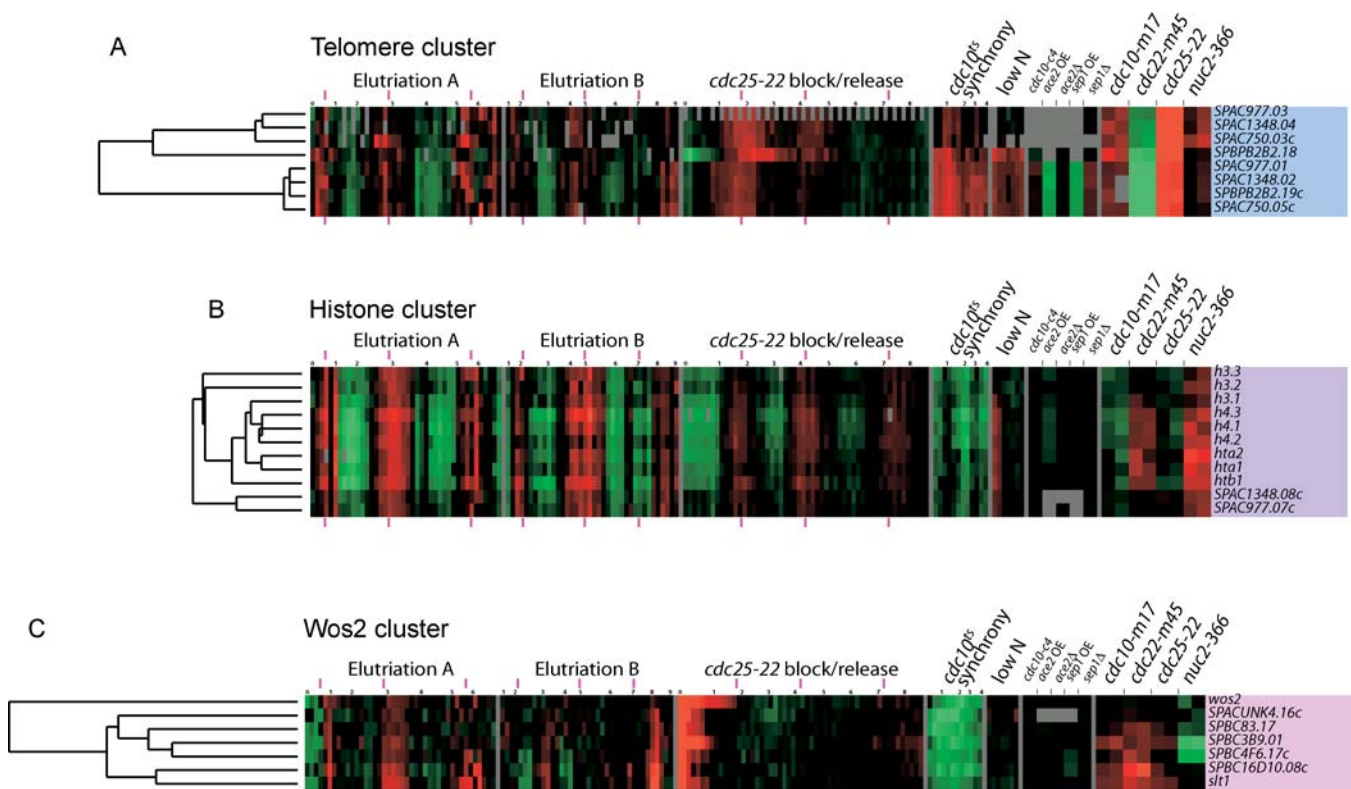 A Telomere cluster
Elutriation A Elutriation B cdc25-22 block/release cdc10ts synchrony low N cdc10-c4 ace2 OE ace2Δ sep1 OE sep1Δ cdc10-m17 cdc22-m45 cdc25-22 nuc2-366
SPAC977.03
SPAC1348.04
SPAC750.03c
SPBPB2B2.18
SPAC977.01
SPAC1348.02
SPBPB2B2.19c
SPAC750.05c
B Histone cluster
Elutriation A Elutriation B cdc25-22 block/release cdc10ts synchrony low N cdc10-c4 ace2 OE ace2Δ sep1 OE sep1Δ cdc10-m17 cdc22-m45 cdc25-22 nuc2-366
h3.3
h3.2
h3.1
h4.3
h4.1
h4.2
hta2
hta1
htb1
SPAC1348.08c
SPAC977.07c
C Wos2 cluster
Elutriation A Elutriation B cdc25-22 block/release cdc10ts synchrony low N cdc10-c4 ace2 OE ace2Δ sep1 OE sep1Δ cdc10-m17 cdc22-m45 cdc25-22 nuc2-366
wos2
SPACUNK4.16c
SPBC83.17
SPBC3B9.01
SPBC4F6.17c
SPBC16D10.08c
slt1